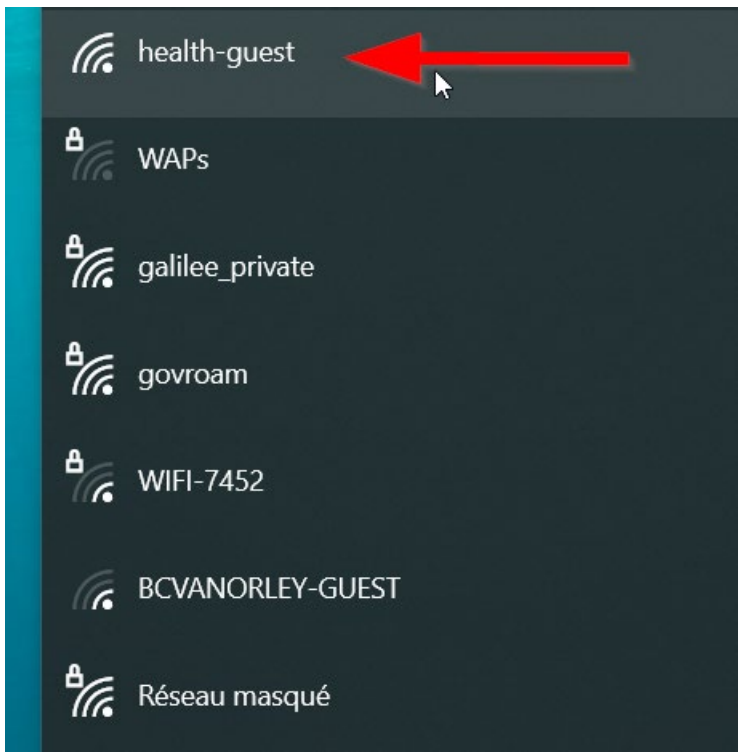 health-guest
WAPs
galilee_private
govroam
WIFI-7452
BCVANORLEY-GUEST
Réseau masqué